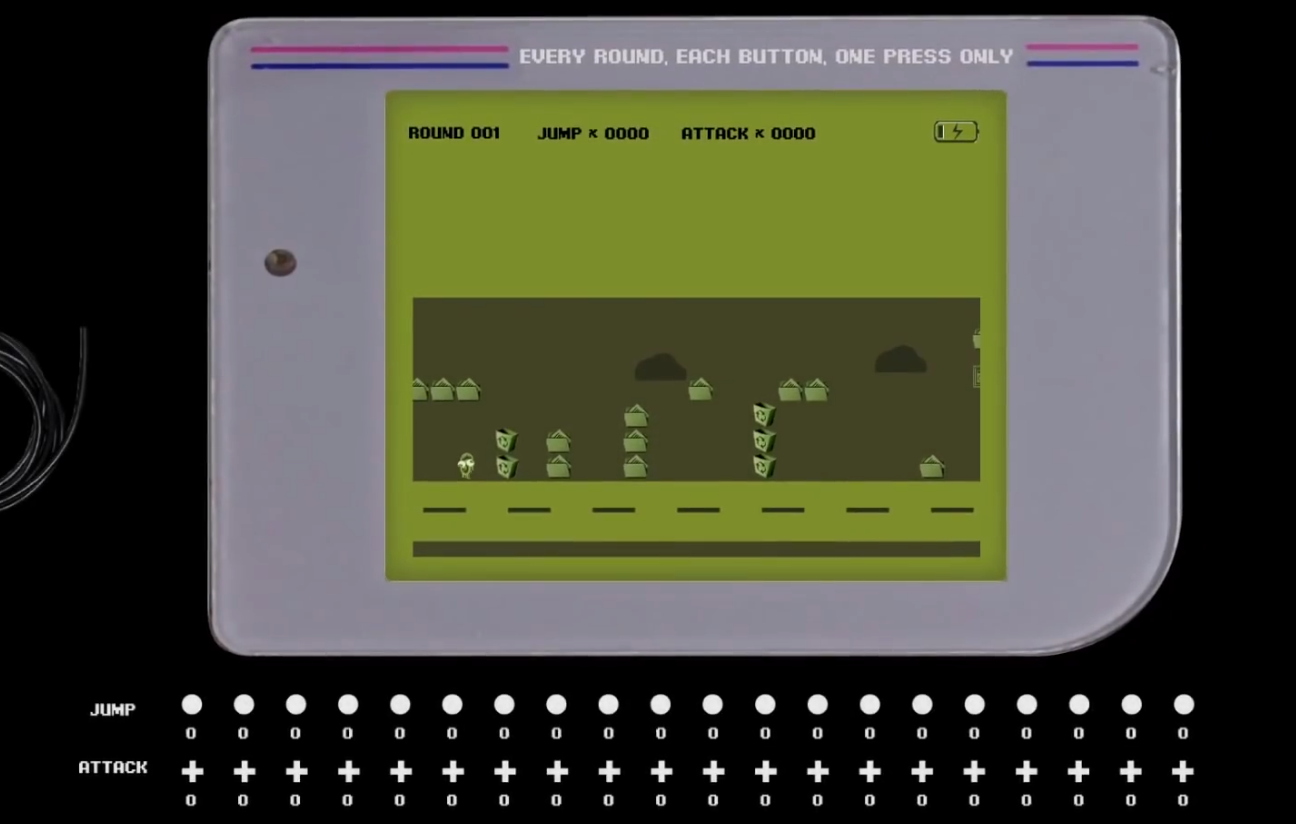 EVERY ROUND, EACH BUTTON, ONE PRESS ONLY
ROUND 001 JUMP × 0000 ATTACK × 0000
JUMP
0 0 0 0 0 0 0 0 0 0 0 0 0 0 0 0 0 0 0 0
ATTACK
0 0 0 0 0 0 0 0 0 0 0 0 0 0 0 0 0 0 0 0